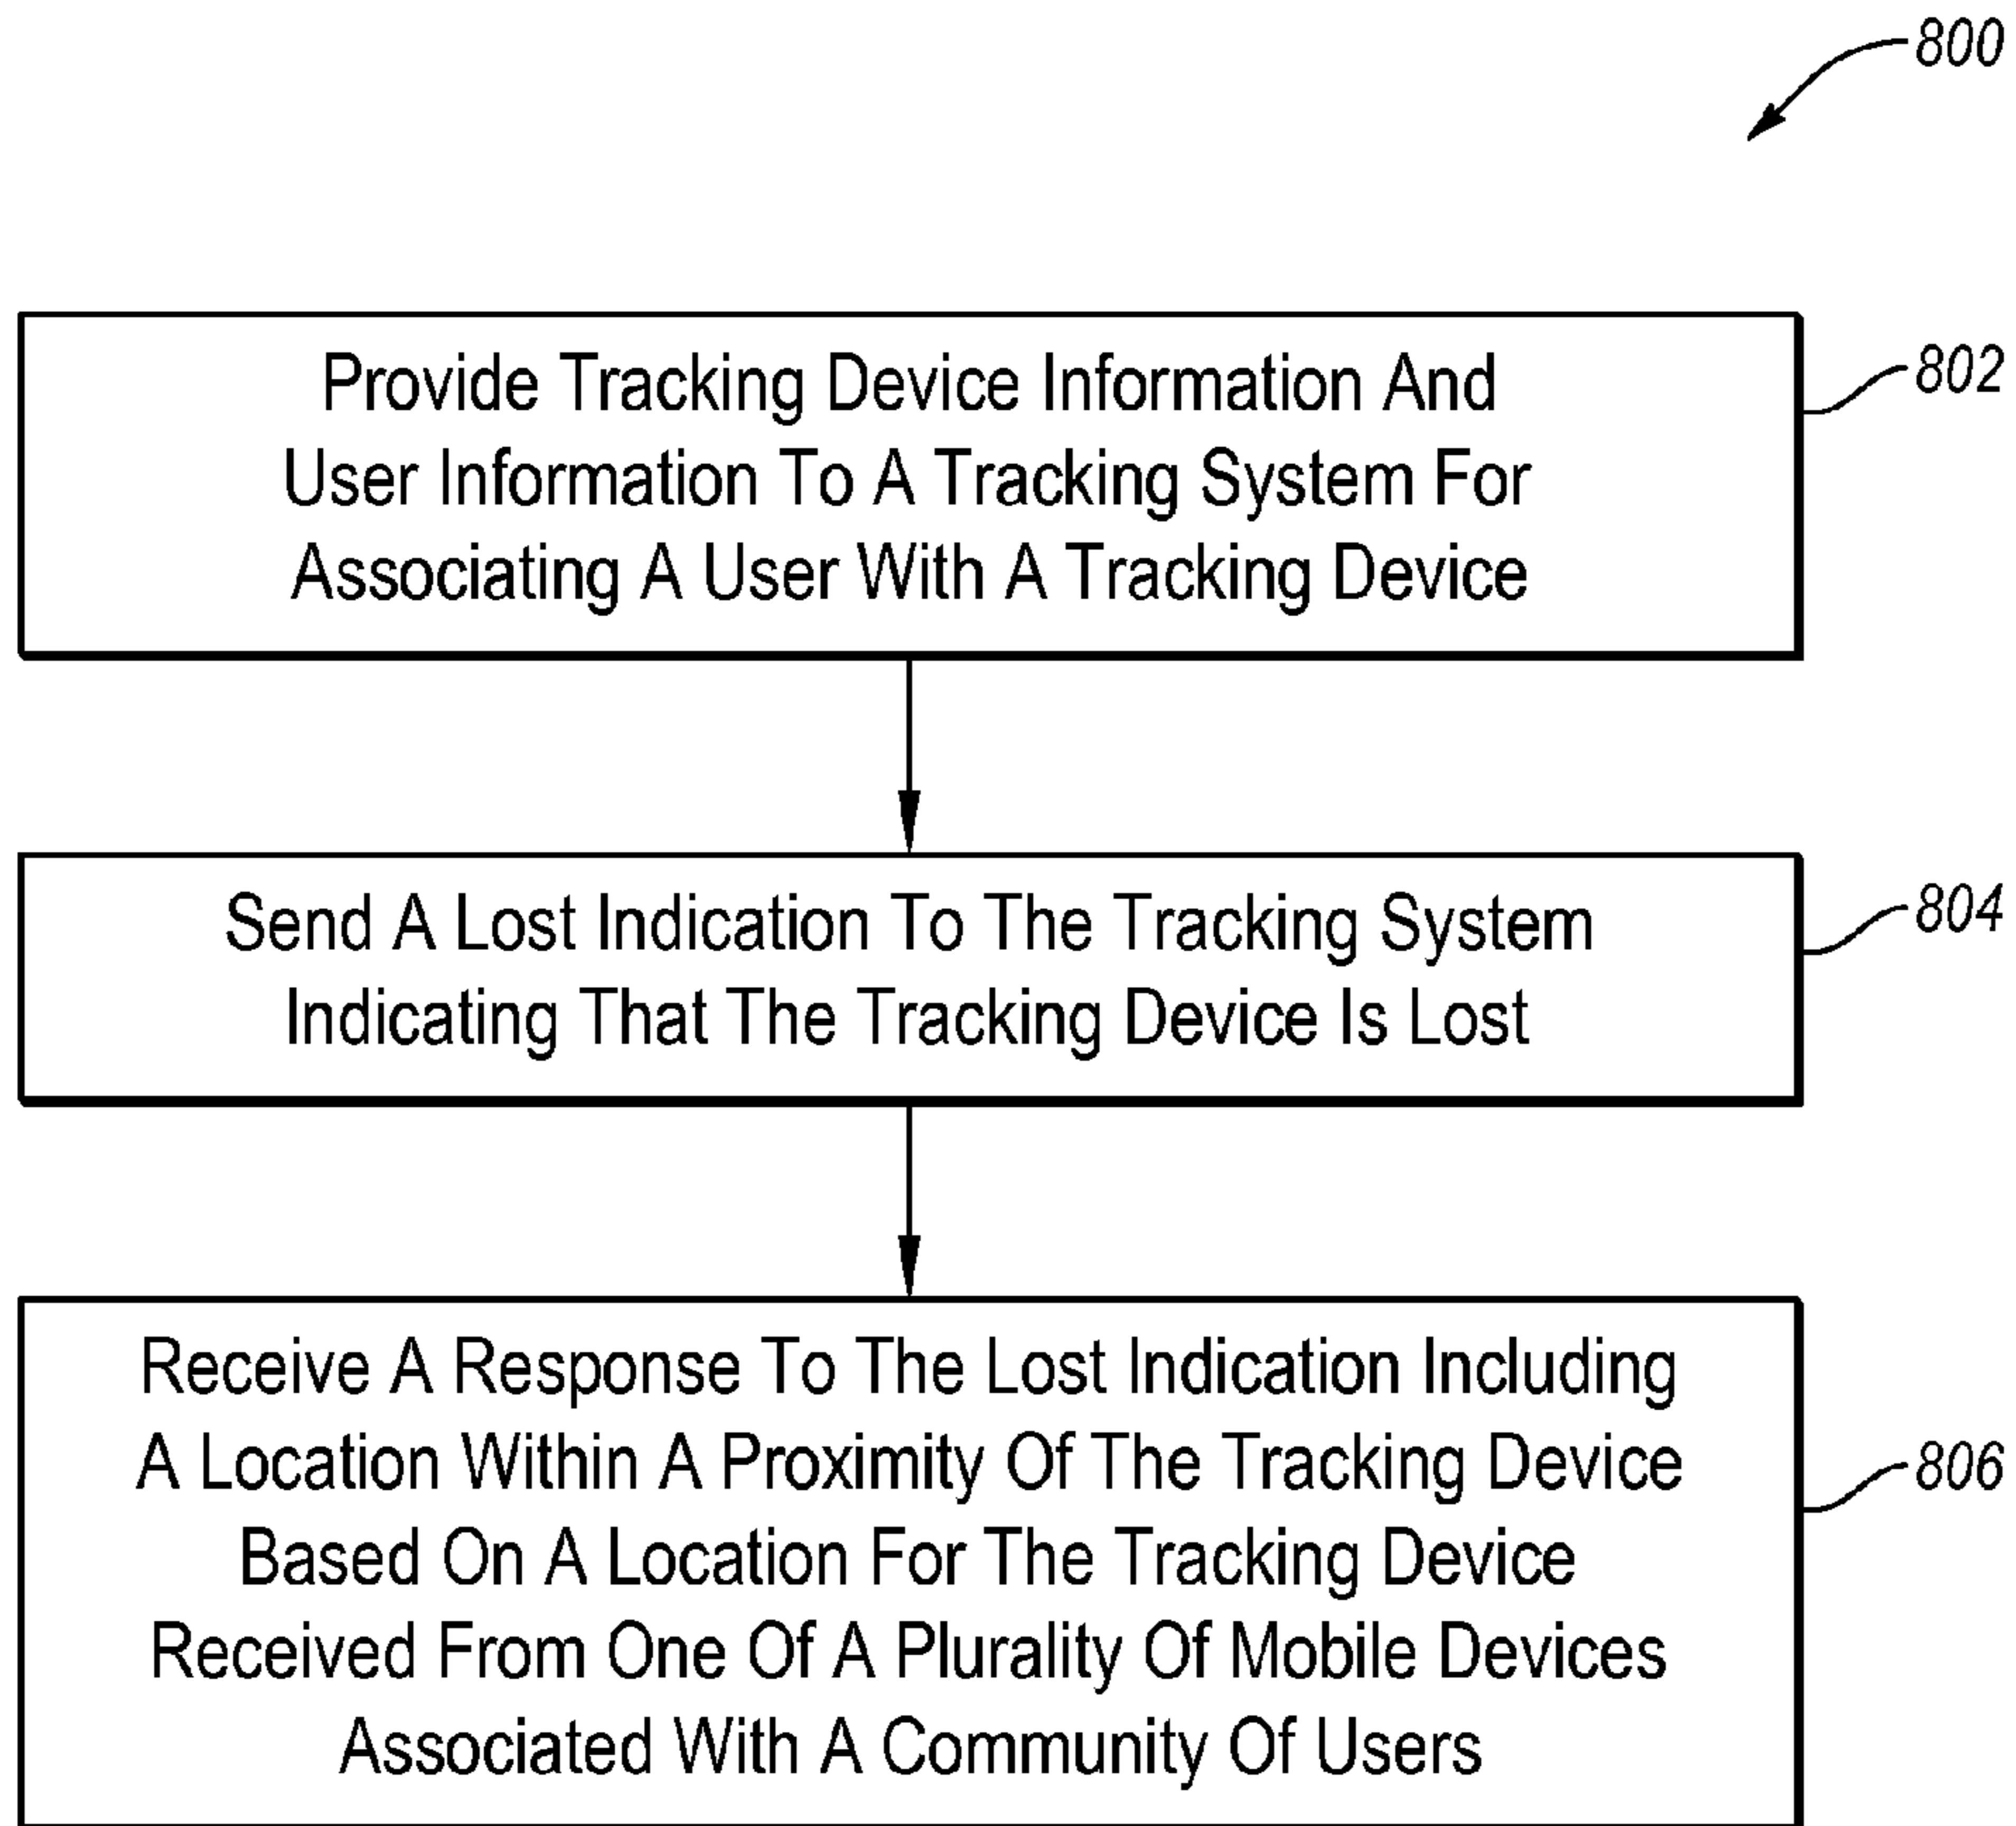 800
Provide Tracking Device Information And
User Information To A Tracking System For
Associating A User With A Tracking Device
802
Send A Lost Indication To The Tracking System
Indicating That The Tracking Device Is Lost
804
Receive A Response To The Lost Indication Including
A Location Within A Proximity Of The Tracking Device
Based On A Location For The Tracking Device
Received From One Of A Plurality Of Mobile Devices
Associated With A Community Of Users
806